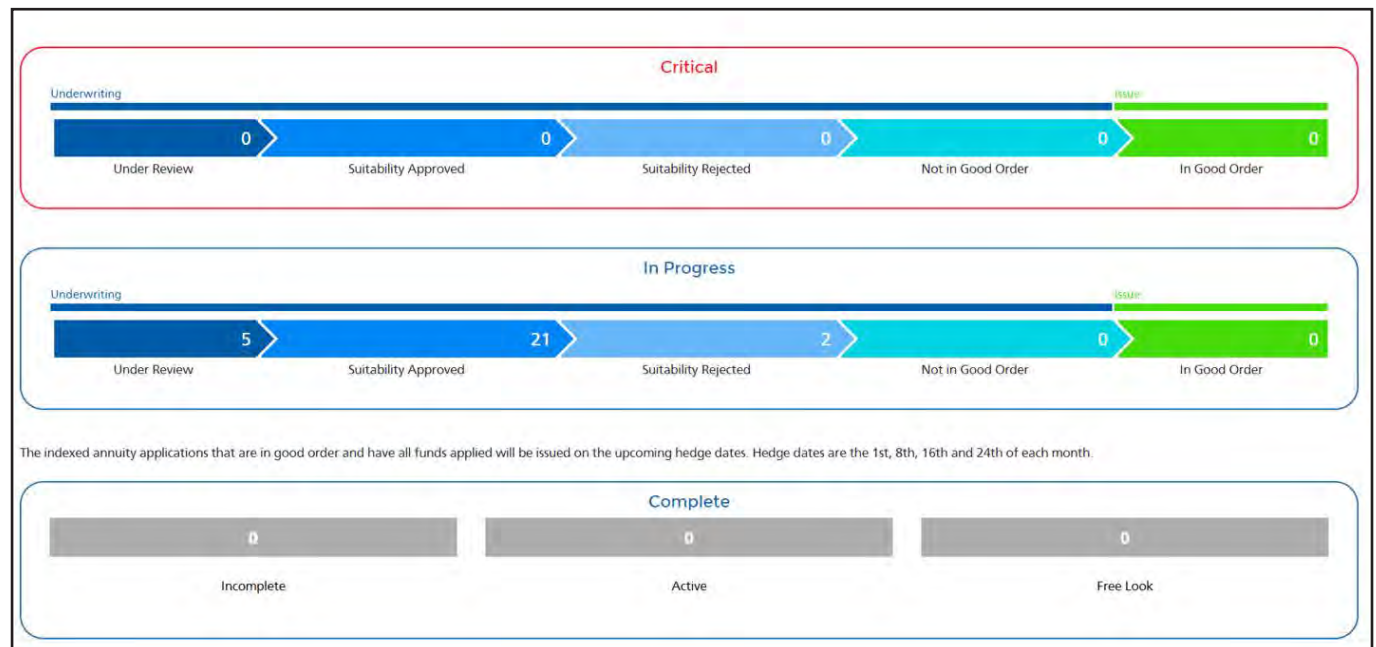 Critical
Underwriting
Issue
0 0 0 0 0
Under Review Suitability Approved Suitability Rejected Not in Good Order In Good Order
In Progress
Underwriting
Issue
5 21 2 0 0
Under Review Suitability Approved Suitability Rejected Not in Good Order In Good Order
The indexed annuity applications that are in good order and have all funds applied will be issued on the upcoming hedge dates. Hedge dates are the 1st, 8th, 16th and 24th of each month.
Complete
0 0 0
Incomplete Active Free Look